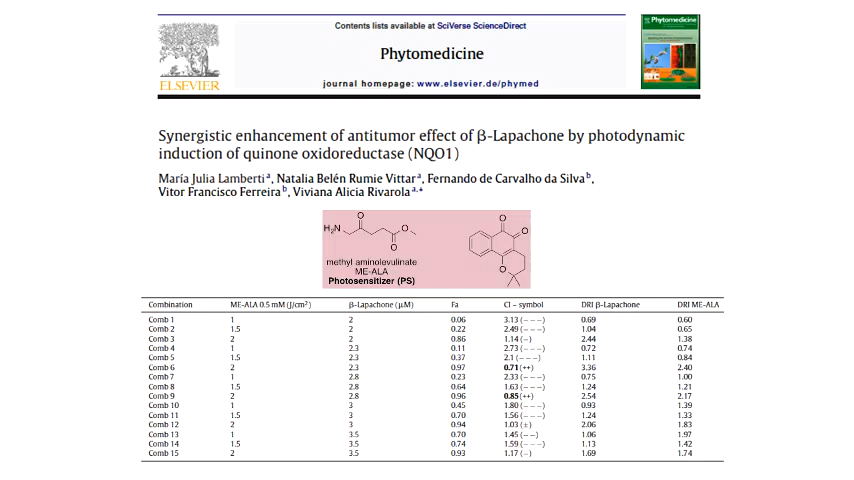 Contents lists available at SciVerse ScienceDirect
Phytomedicine
Phytomedicine
ELSEVIER
journal homepage: www.elsevier.de/phymed
Synergistic enhancement of antitumor effect of β-Lapachone by photodynamic
induction of quinone oxidoreductase (NQO1)
María Julia Lamberti a, Natalia Belén Rumie Vittar a, Fernando de Carvalho da Silva b,
Vitor Francisco Ferreira b, Viviana Alicia Rivarola a,*
H2N O O O
O O O
methyl aminolevulinate
ME-ALA
Photosensitizer (PS)
Combination ME-ALA 0.5 mM (J/cm2) β-Lapachone (μM) Fa CI – symbol DRI β-Lapachone DRI ME-ALA
Comb 1 1 2 0.06 3.13 (− − −) 0.69 0.60
Comb 2 1.5 2 0.22 2.49 (− − −) 1.04 0.65
Comb 3 2 2 0.86 1.14 (−) 2.44 1.38
Comb 4 1 2.3 0.11 2.73 (− − −) 0.72 0.74
Comb 5 1.5 2.3 0.37 2.1 (− − −) 1.11 0.84
Comb 6 2 2.3 0.97 0.71 (++) 3.36 2.40
Comb 7 1 2.8 0.23 2.33 (− − −) 0.75 1.00
Comb 8 1.5 2.8 0.64 1.63 (− − −) 1.24 1.21
Comb 9 2 2.8 0.96 0.85 (++) 2.54 2.17
Comb 10 1 3 0.45 1.80 (− − −) 0.93 1.39
Comb 11 1.5 3 0.70 1.56 (− − −) 1.24 1.33
Comb 12 2 3 0.94 1.03 (±) 2.06 1.83
Comb 13 1 3.5 0.70 1.45 (− −) 1.06 1.97
Comb 14 1.5 3.5 0.74 1.59 (− − −) 1.13 1.42
Comb 15 2 3.5 0.93 1.17 (−) 1.69 1.74